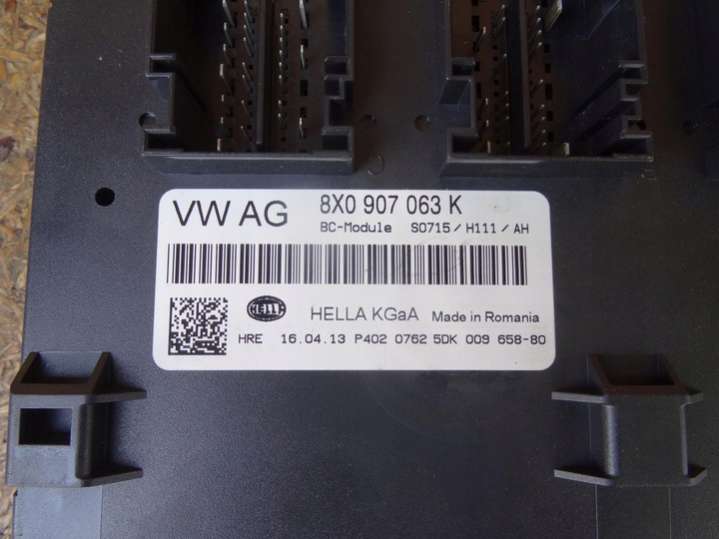 VW AG 8X0 907 063 K
BC-Module S0715/H111/AH
HELLA HELLA KGaA Made in Romania
HRE 16.04.13 P402 0762 5DK 009 658-80